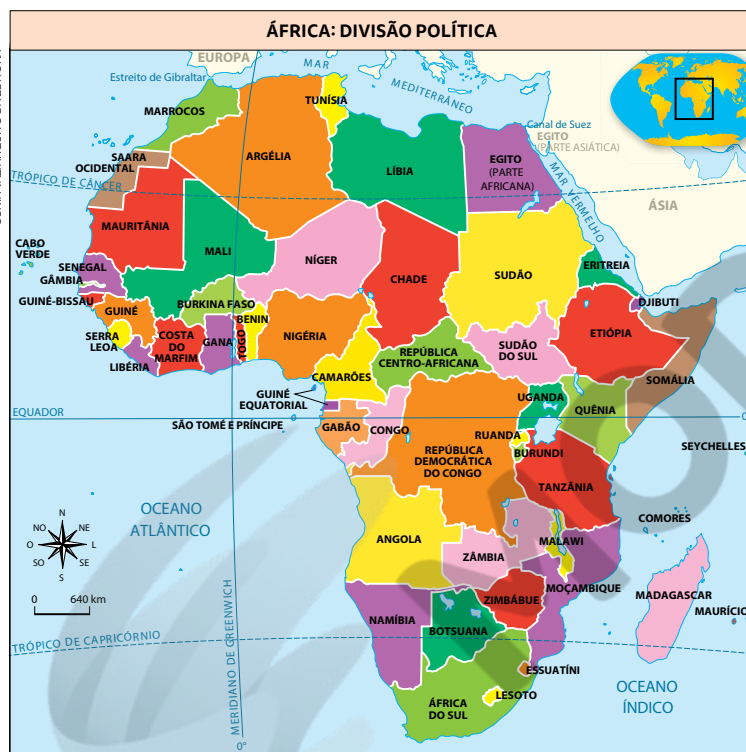 ÁFRICA: DIVISÃO POLÍTICA
EUROPA
MAR
MEDITERRÂNEO
Estreito de Gibraltar
TUNÍSIA
MARROCOS
Canal de Suez
EGITO
(PARTE ASIÁTICA)
SAARA
OCIDENTAL
ARGÉLIA
LÍBIA
EGITO
(PARTE
AFRICANA)
TRÓPICO DE CÂNCER
MAR VERMELHO
ÁSIA
MAURITÂNIA
CABO
VERDE
MALI
NÍGER
CHADE
SUDÃO
ERITREIA
SENEGAL
GÂMBIA
GUINÉ-BISSAU
GUINÉ
BURKINA FASO
BENIN
DJIBUTI
SERRA
LEOA
COSTA
DO
MARFIM
GANA
TOGO
NIGÉRIA
ETIÓPIA
LIBÉRIA
CAMARÕES
REPÚBLICA
CENTRO-AFRICANA
SUDÃO
DO SUL
SOMÁLIA
GUINÉ
EQUATORIAL
UGANDA
QUÊNIA
EQUADOR
0
SÃO TOMÉ E PRÍNCIPE
GABÃO
CONGO
RUANDA
BURUNDI
SEYCHELLES
REPÚBLICA
DEMOCRÁTICA
DO CONGO
TANZÂNIA
OCEANO
ATLÂNTICO
COMORES
N
NO
NE
O
L
SO
SE
S
ANGOLA
MALAWI
ZÂMBIA
0
640 km
MOÇAMBIQUE
MADAGASCAR
MAURÍCIO
NAMÍBIA
ZIMBÁBUE
BOTSUANA
TRÓPICO DE CAPRICÓRNIO
MERIDIANO DE GREENWICH
ESSUATÍNI
LESOTO
ÁFRICA
DO SUL
OCEANO
ÍNDICO
0°